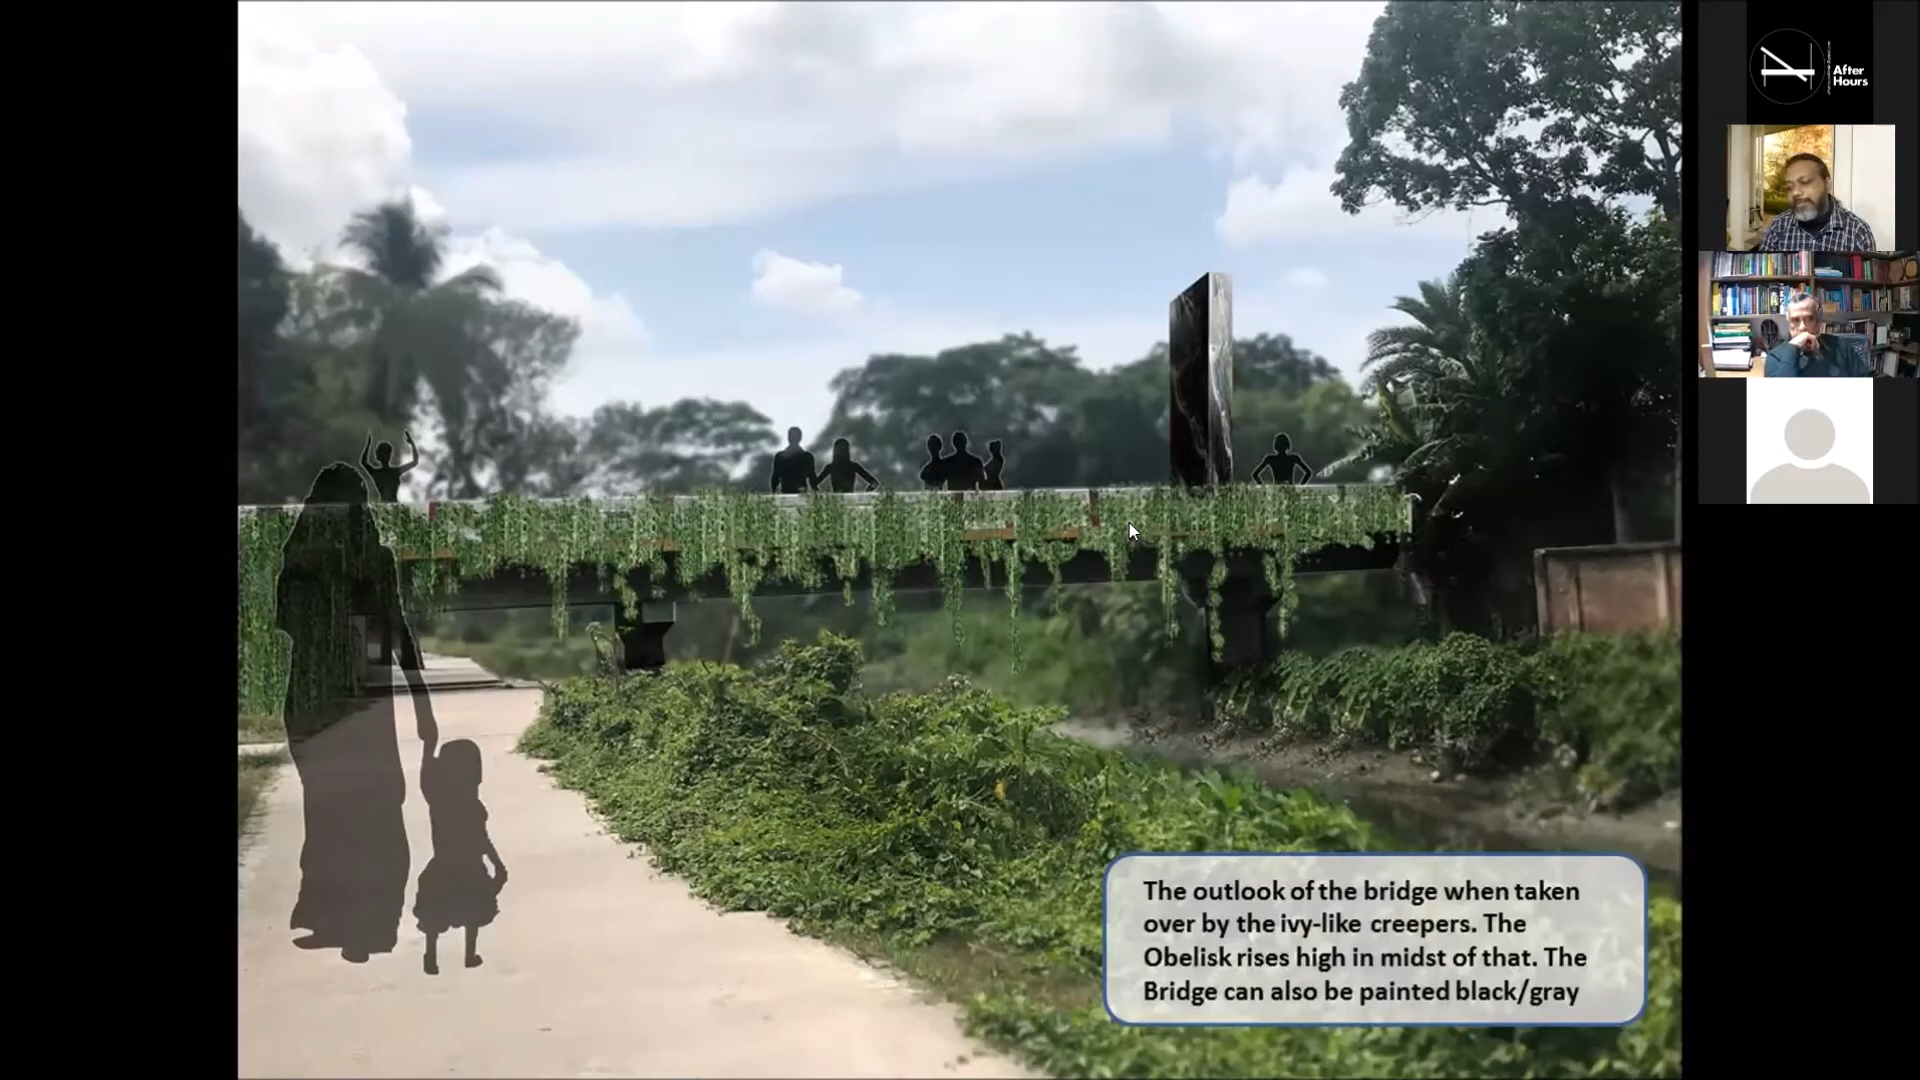 After
Hours
The outlook of the bridge when taken
over by the ivy-like creepers. The
Obelisk rises high in midst of that. The
Bridge can also be painted black/gray